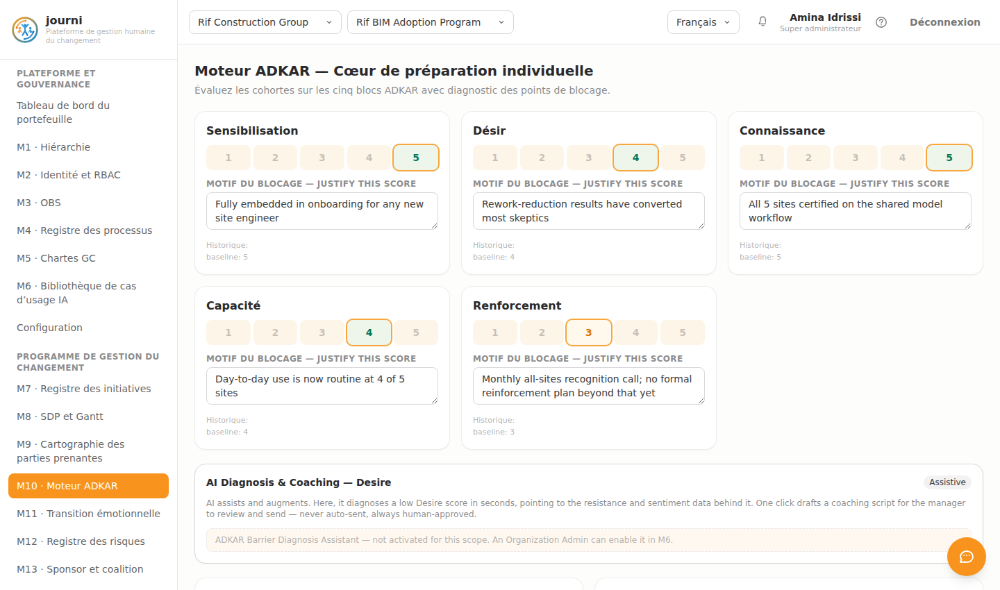 journi
Plateforme de gestion humaine
du changement
Rif Construction Group
Rif BIM Adoption Program
Français
Amina Idrissi
Super administrateur
Déconnexion
PLATEFORME ET
GOUVERNANCE
Tableau de bord du
portefeuille
M1 · Hiérarchie
M2 · Identité et RBAC
M3 · OBS
M4 · Registre des processus
M5 · Chartes GC
M6 · Bibliothèque de cas
d’usage IA
Configuration
PROGRAMME DE GESTION DU
CHANGEMENT
M7 · Registre des initiatives
M8 · SDP et Gantt
M9 · Cartographie des
parties prenantes
M10 · Moteur ADKAR
M11 · Transition émotionnelle
M12 · Registre des risques
M13 · Sponsor et coalition
Moteur ADKAR — Cœur de préparation individuelle
Évaluez les cohortes sur les cinq blocs ADKAR avec diagnostic des points de blocage.
Sensibilisation
1 2 3 4 5
MOTIF DU BLOCAGE — JUSTIFY THIS SCORE
Fully embedded in onboarding for any new
site engineer
Historique:
baseline: 5
Désir
1 2 3 4 5
MOTIF DU BLOCAGE — JUSTIFY THIS SCORE
Rework-reduction results have converted
most skeptics
Historique:
baseline: 4
Connaissance
1 2 3 4 5
MOTIF DU BLOCAGE — JUSTIFY THIS SCORE
All 5 sites certified on the shared model
workflow
Historique:
baseline: 5
Capacité
1 2 3 4 5
MOTIF DU BLOCAGE — JUSTIFY THIS SCORE
Day-to-day use is now routine at 4 of 5
sites
Historique:
baseline: 4
Renforcement
1 2 3 4 5
MOTIF DU BLOCAGE — JUSTIFY THIS SCORE
Monthly all-sites recognition call; no formal
reinforcement plan beyond that yet
Historique:
baseline: 3
AI Diagnosis & Coaching — Desire
Assistive
AI assists and augments. Here, it diagnoses a low Desire score in seconds, pointing to the resistance and sentiment data behind it. One click drafts a coaching script for the manager
to review and send — never auto-sent, always human-approved.
ADKAR Barrier Diagnosis Assistant — not activated for this scope. An Organization Admin can enable it in M6.